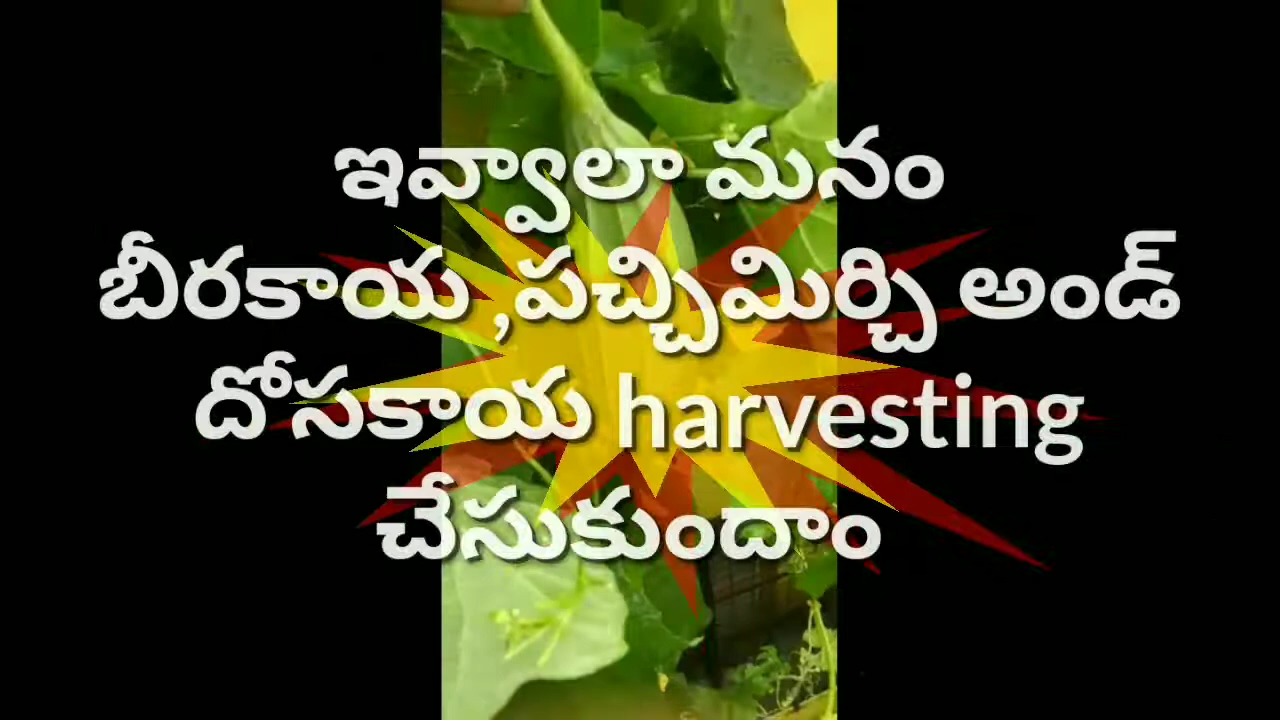 ఇవ్వాలా మనం
బీరకాయ ,పచ్చిమిర్చి అండ్
దోసకాయ harvesting
చేసుకుందాం